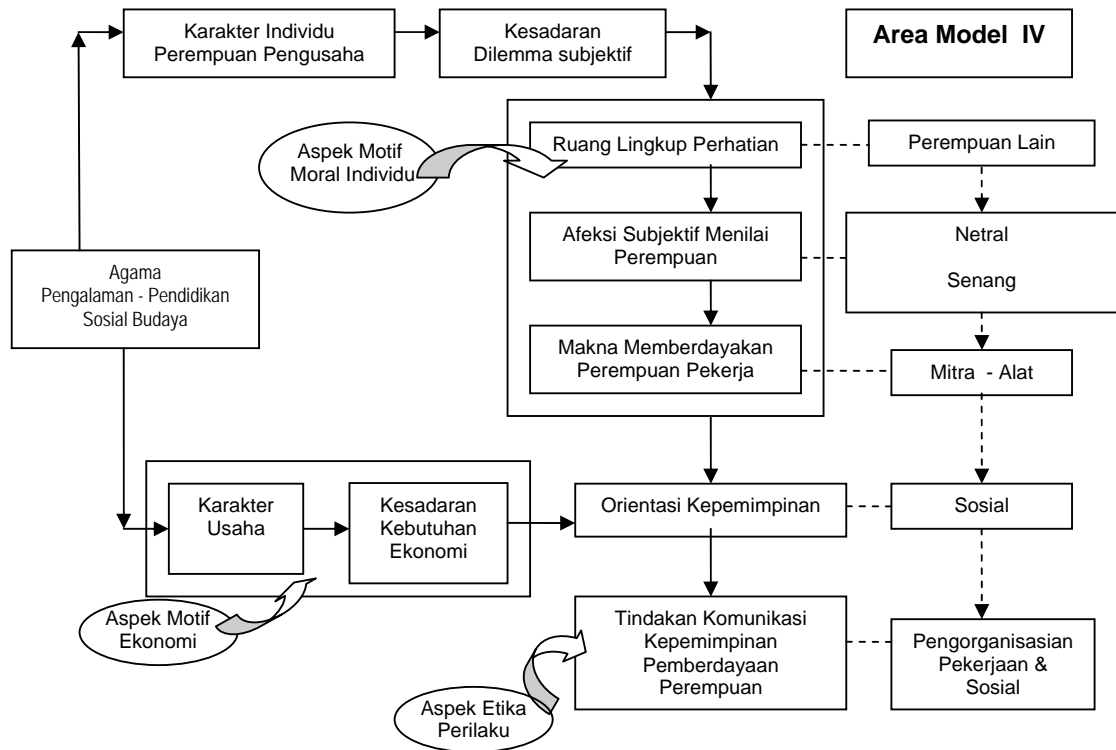 Karakter Individu
Perempuan Pengusaha
Kesadaran
Dilemma subjektif
Area Model IV
Aspek Motif
Moral Individu
Ruang Lingkup Perhatian
Perempuan Lain
Afeksi Subjektif Menilai
Perempuan
Netral
Senang
Agama
Pengalaman - Pendidikan
Sosial Budaya
Makna Memberdayakan
Perempuan Pekerja
Mitra - Alat
Karakter
Usaha
Kesadaran
Kebutuhan
Ekonomi
Orientasi Kepemimpinan
Sosial
Aspek Motif
Ekonomi
Tindakan Komunikasi
Kepemimpinan
Pemberdayaan
Perempuan
Pengorganisasian
Pekerjaan &
Sosial
Aspek Etika
Perilaku